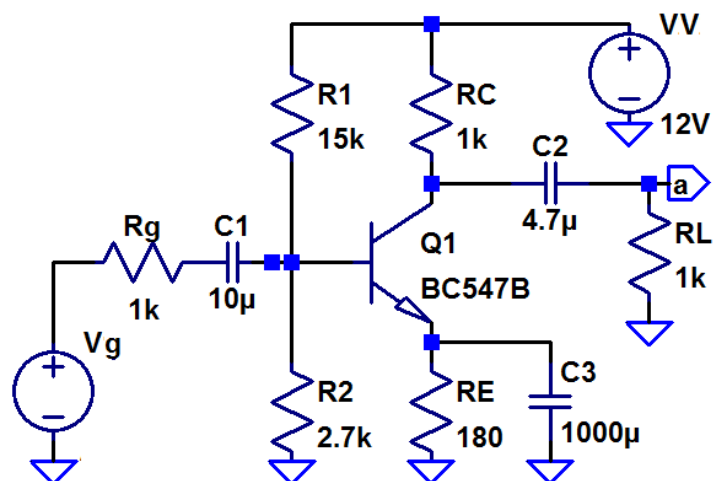 VV
12V
R1
15k
RC
1k
C2
4.7µ
a
RL
1k
Rg
1k
C1
10µ
Q1
BC547B
Vg
R2
2.7k
RE
180
C3
1000µ